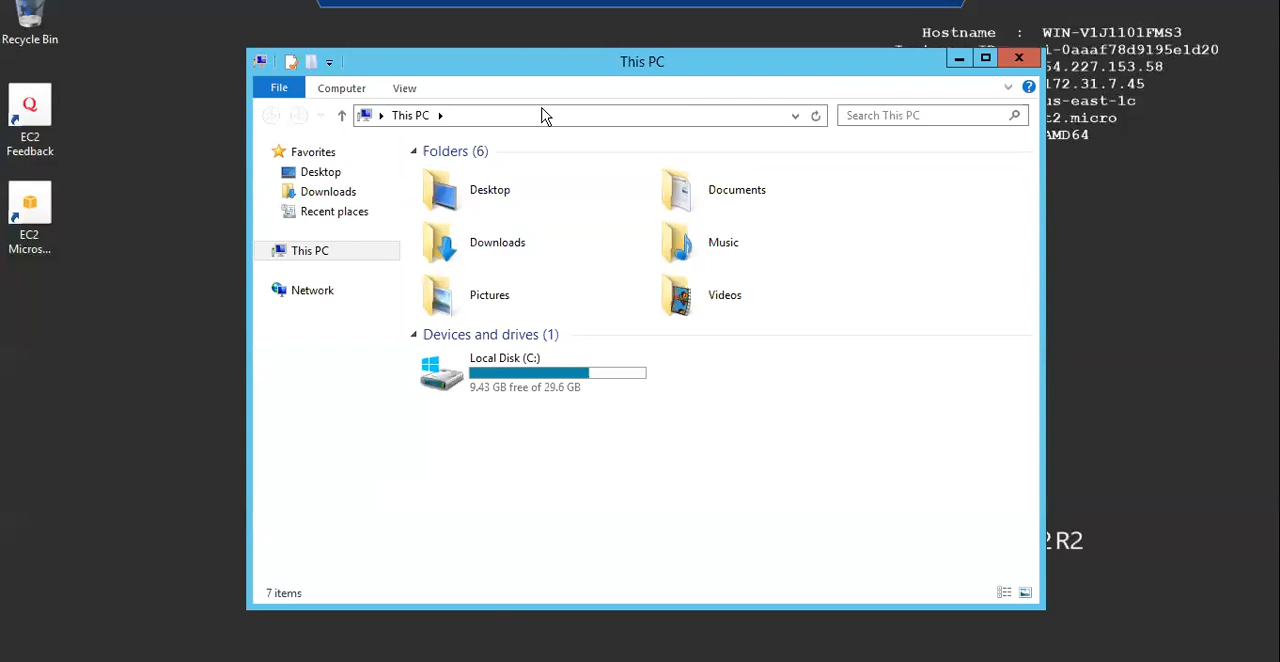 Recycle Bin
EC2
Feedback
EC2
Micros...
Hostname : WIN-V1J1101FMS3
-0aaaf78d9195e1d20
54.227.153.58
172.31.7.45
us-east-1c
t2.micro
AMD64
This PC
File
Computer
View
This PC
Search This PC
Favorites
Desktop
Downloads
Recent places
This PC
Network
Folders (6)
Desktop
Documents
Downloads
Music
Pictures
Videos
Devices and drives (1)
Local Disk (C:)
9.43 GB free of 29.6 GB
7 items
R2